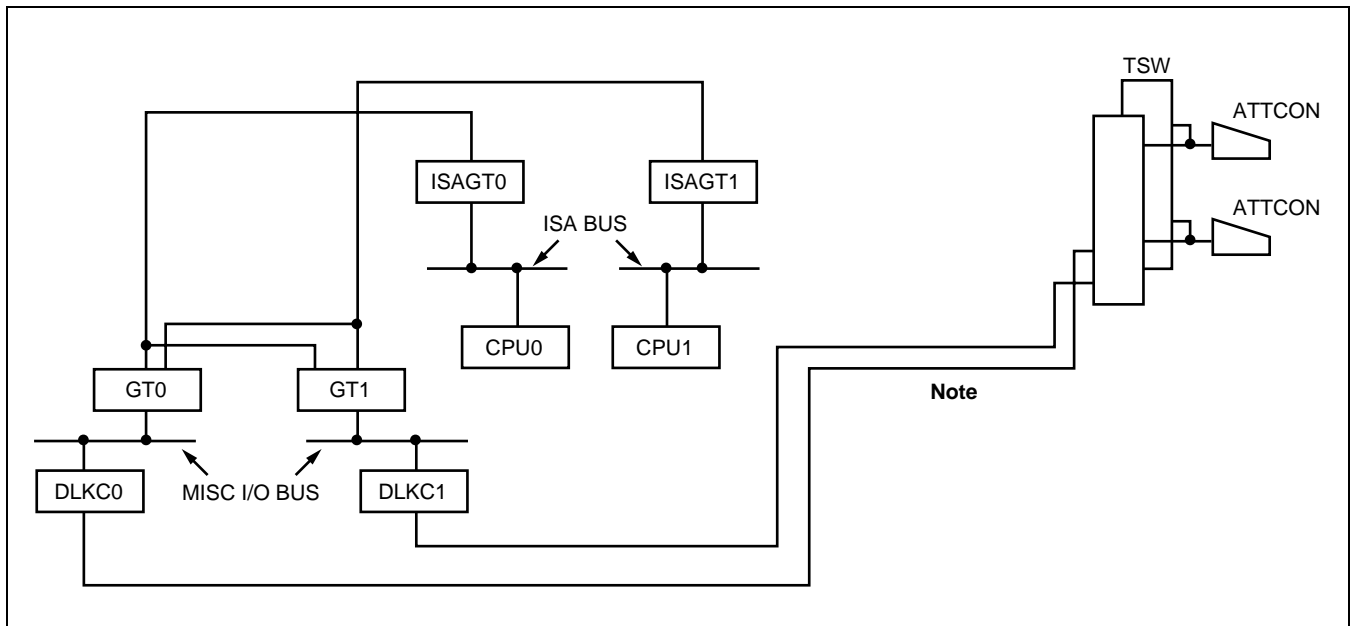 TSW
ATTCON
ISAGT0
ISAGT1
ATTCON
ISA BUS
CPU0
CPU1
GT0
GT1
Note
DLKC0
MISC I/O BUS
DLKC1